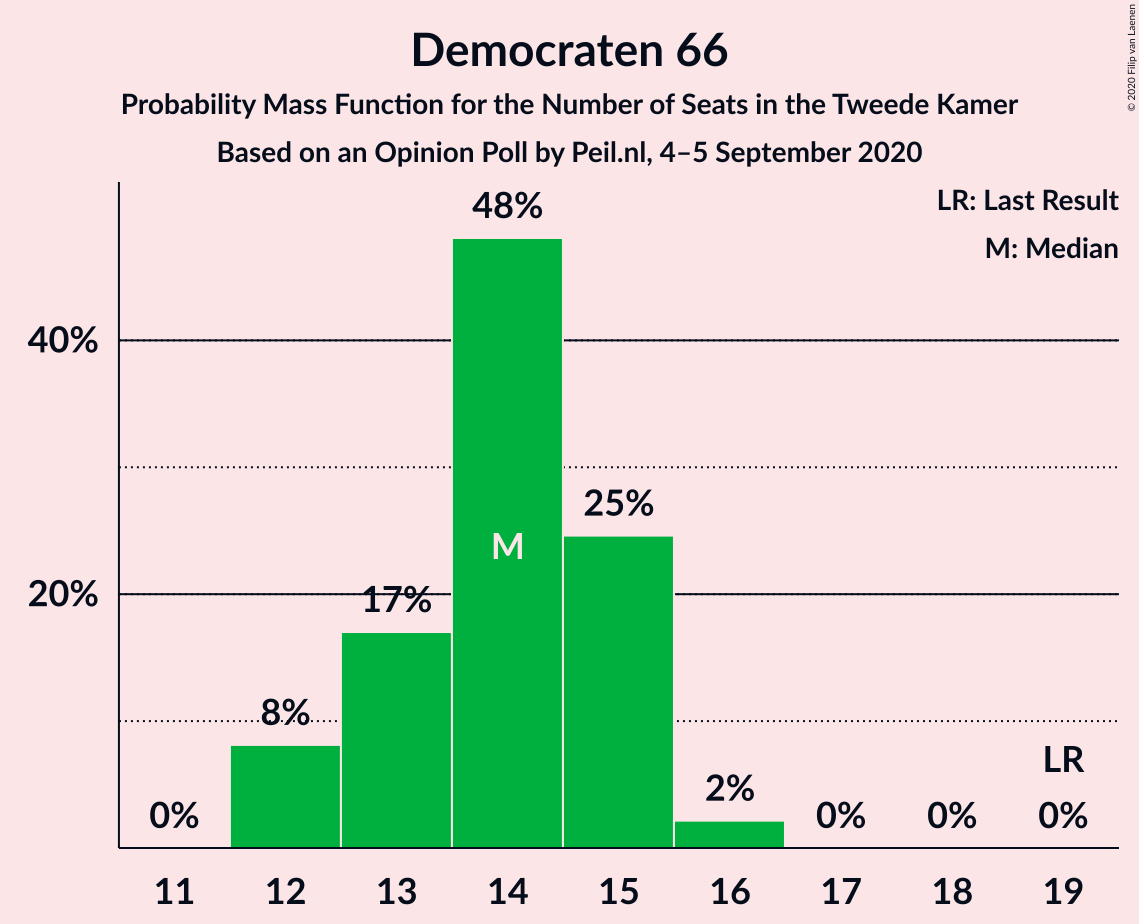 Democraten 66
Probability Mass Function for the Number of Seats in the Tweede Kamer
Based on an Opinion Poll by Peil.nl, 4–5 September 2020
© 2020 Filip van Laenen
LR: Last Result
M: Median
48%
40%
25%
M
20%
17%
8%
LR
2%
0%
0%
0%
0%
11
12
13
14
15
16
17
18
19